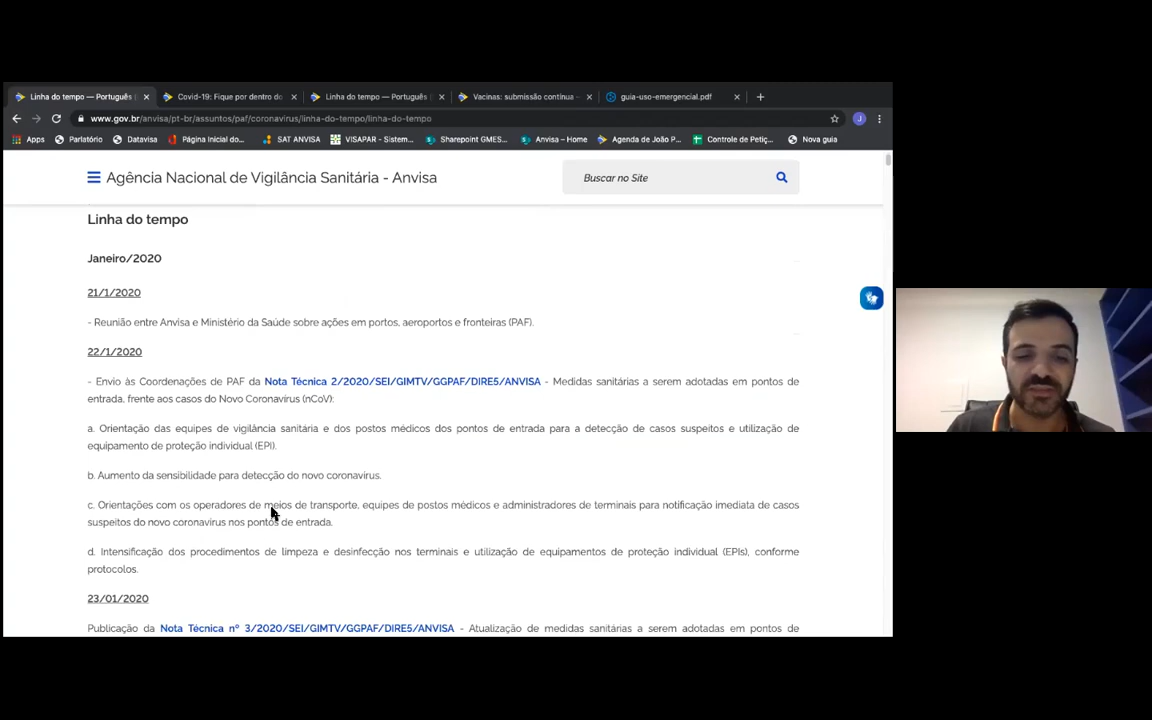 Linha do tempo — Português
Covid-19: Fique por dentro do
Linha do tempo — Português
Vacinas: submissão contínua -
guia-uso-emergencial.pdf
www.gov.br/anvisa/pt-br/assuntos/paf/coronavirus/linha-do-tempo/linha-do-tempo
J
Apps
Parlatório
Datavisa
Página Inicial do...
SAT ANVISA
VISAPAR - Sistem...
Sharepoint GMES...
Anvisa – Home
Agenda de João P...
Controle de Petiç...
Nova guia
Agência Nacional de Vigilância Sanitária - Anvisa
Buscar no Site
Linha do tempo
Janeiro/2020
21/1/2020
- Reunião entre Anvisa e Ministério da Saúde sobre ações em portos, aeroportos e fronteiras (PAF).
22/1/2020
- Envio às Coordenações de PAF da Nota Técnica 2/2020/SEI/GIMTV/GGPAF/DIRE5/ANVISA - Medidas sanitárias a serem adotadas em pontos de
entrada, frente aos casos do Novo Coronavírus (nCoV):
a. Orientação das equipes de vigilância sanitária e dos postos médicos dos pontos de entrada para a detecção de casos suspeitos e utilização de
equipamento de proteção individual (EPI).
b. Aumento da sensibilidade para detecção do novo coronavírus.
c. Orientações com os operadores de meios de transporte, equipes de postos médicos e administradores de terminais para notificação imediata de casos
suspeitos do novo coronavírus nos pontos de entrada.
d. Intensificação dos procedimentos de limpeza e desinfecção nos terminais e utilização de equipamentos de proteção individual (EPIs), conforme
protocolos.
23/01/2020
Publicação da Nota Técnica nº 3/2020/SEI/GIMTV/GGPAF/DIRE5/ANVISA - Atualização de medidas sanitárias a serem adotadas em pontos de